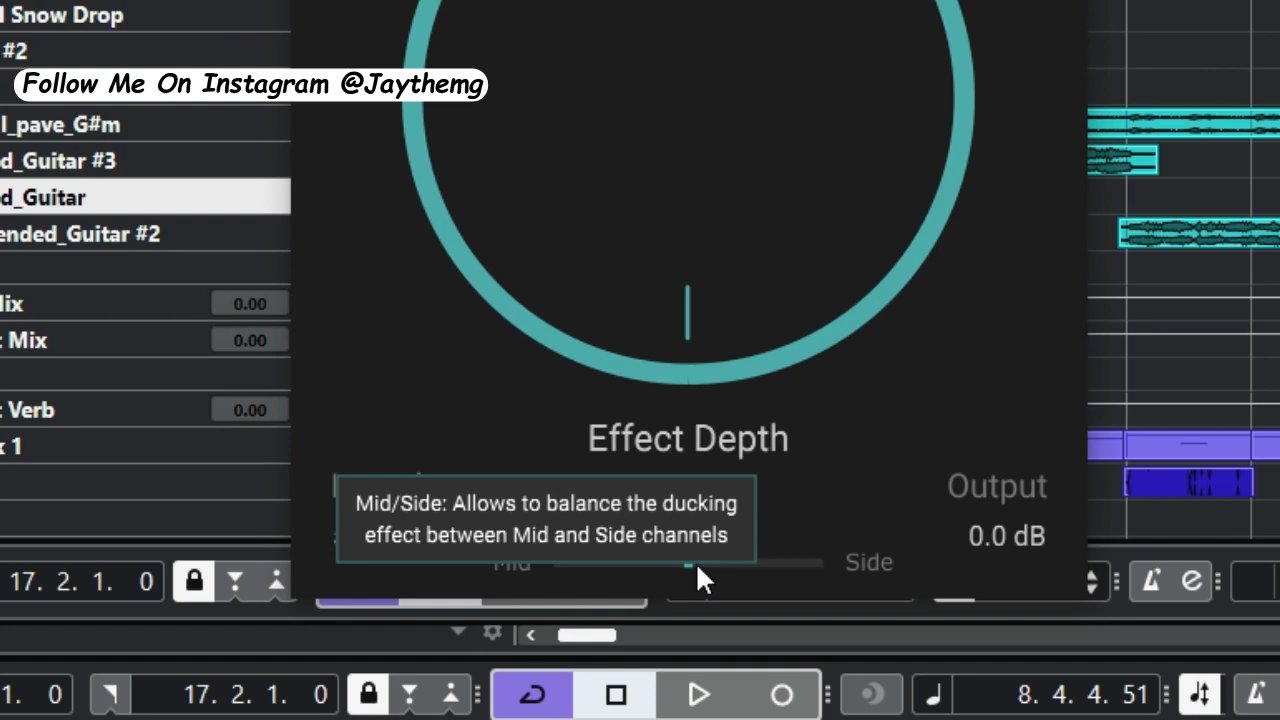 l Snow Drop
#2
Follow Me On Instagram @Jaythemg
l_pave_G#m
d_Guitar #3
d_Guitar
ended_Guitar #2
lix
0.00
: Mix
0.00
: Verb
0.00
x 1
Effect Depth
Mid/Side: Allows to balance the ducking
effect between Mid and Side channels
Output
0.0 dB
Mid
Side
17. 2. 1. 0
1. 0
17. 2. 1. 0
8. 4. 4. 51